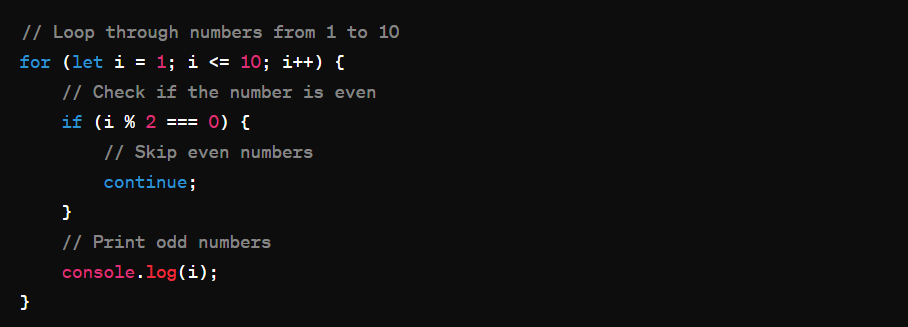 // Loop through numbers from 1 to 10
for (let i = 1; i <= 10; i++) {
    // Check if the number is even
    if (i % 2 === 0) {
        // Skip even numbers
        continue;
    }
    // Print odd numbers
    console.log(i);
}